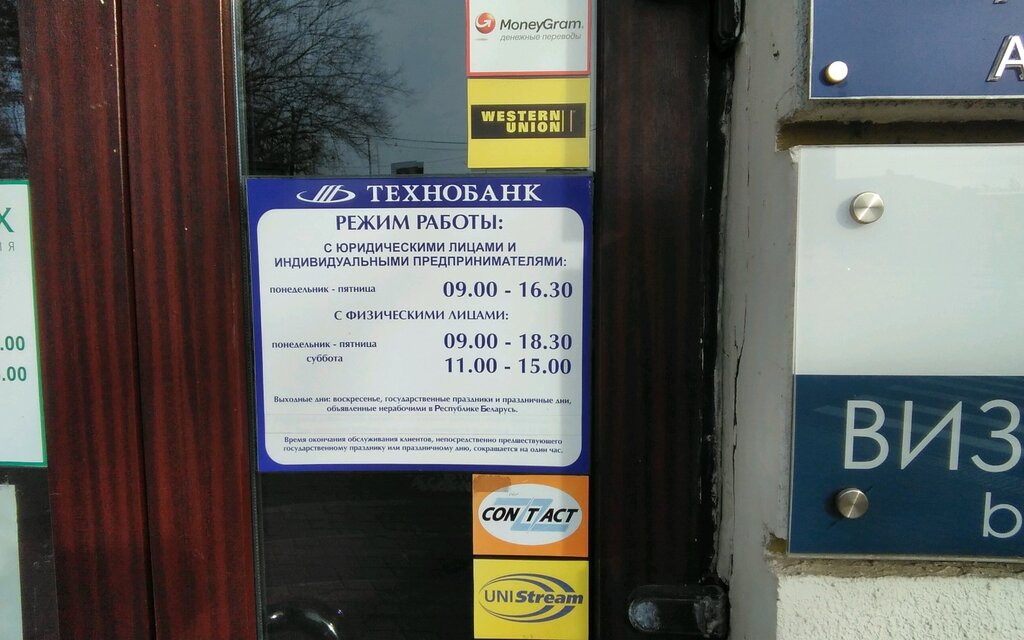 MoneyGram.
денежные переводы
WESTERN
UNION
ТЕХНОБАНК
РЕЖИМ РАБОТЫ:
С ЮРИДИЧЕСКИМИ ЛИЦАМИ И
ИНДИВИДУАЛЬНЫМИ ПРЕДПРИНИМАТЕЛЯМИ:
понедельник - пятница 09.00 - 16.30
С ФИЗИЧЕСКИМИ ЛИЦАМИ:
понедельник - пятница 09.00 - 18.30
суббота 11.00 - 15.00
Выходные дни: воскресенье, государственные праздники и праздничные дни,
объявленные нерабочими в Республике Беларусь.
Время окончания обслуживания клиентов, непосредственно предшествующего
государственному празднику или праздничному дню, сокращается на один час.
CONTACT
UNIStream
Х
.00
.00
А
ВИЗ
b